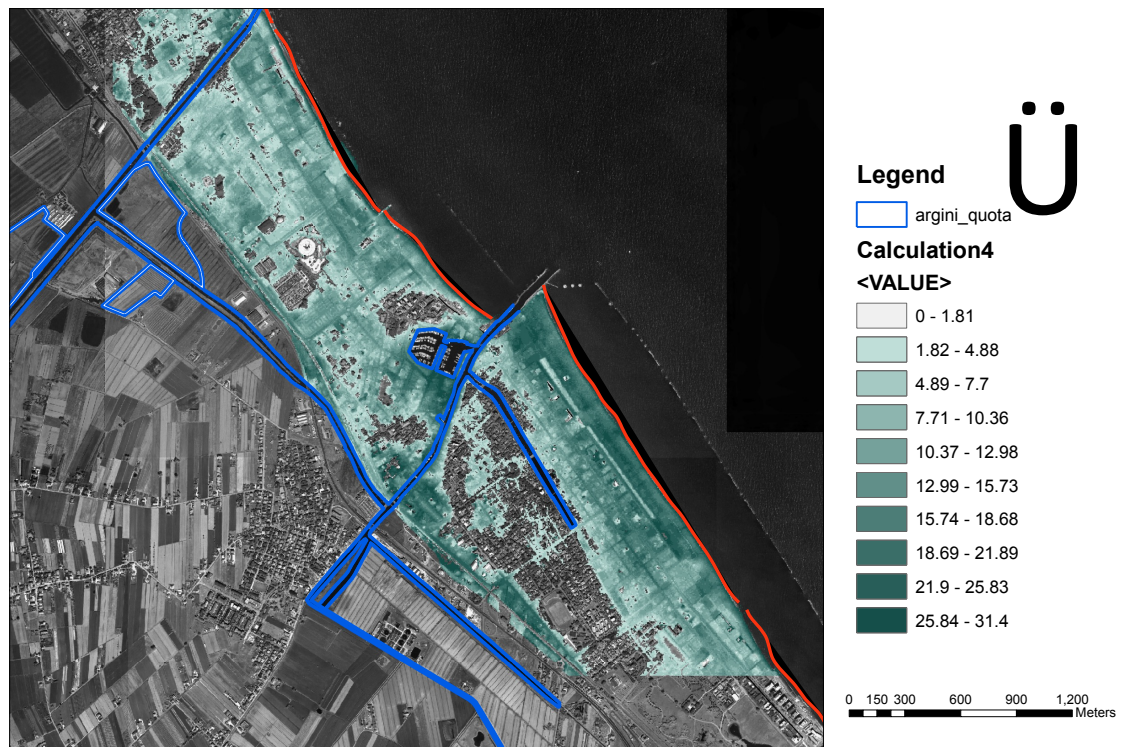 Ü
Legend
argini_quota
Calculation4
<VALUE>
0 - 1.81
1.82 - 4.88
4.89 - 7.7
7.71 - 10.36
10.37 - 12.98
12.99 - 15.73
15.74 - 18.68
18.69 - 21.89
21.9 - 25.83
25.84 - 31.4
0 150 300 600 900 1,200
Meters